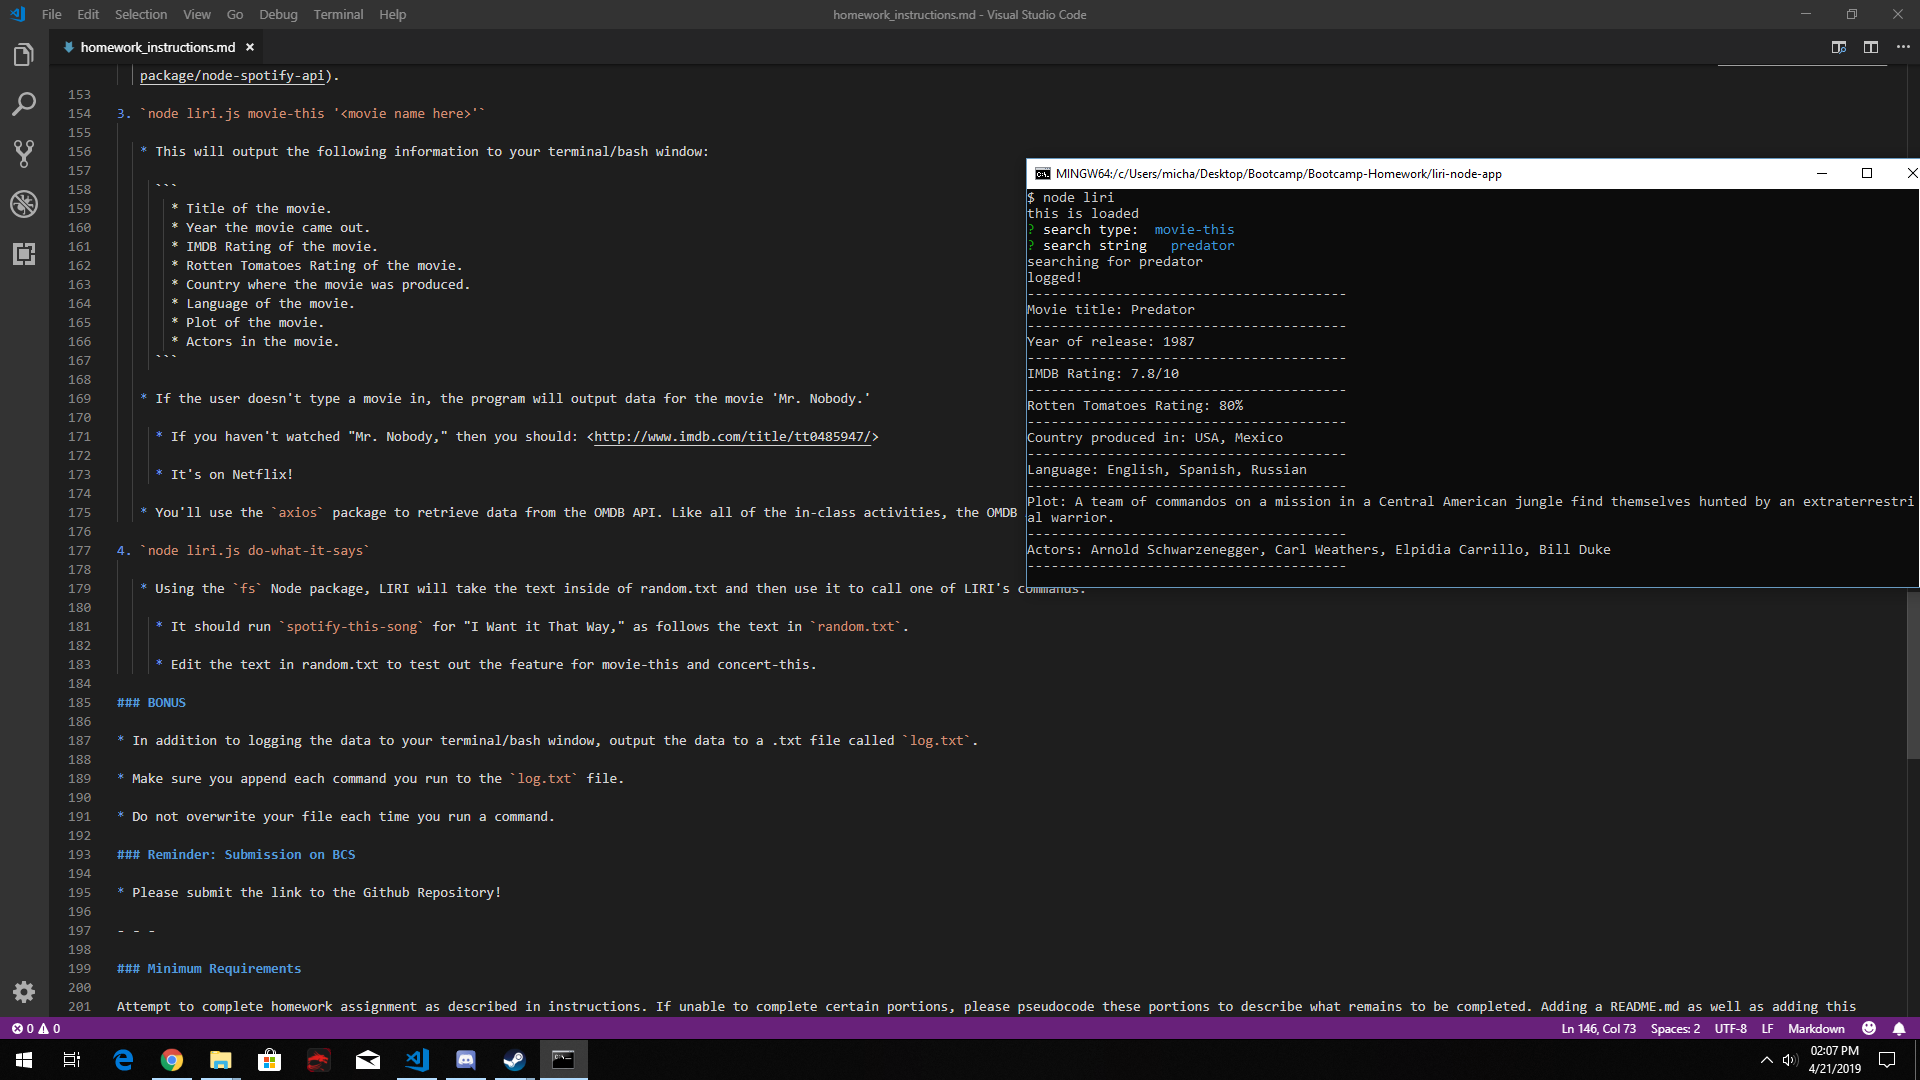 File Edit Selection View Go Debug Terminal Help
homework_instructions.md - Visual Studio Code
homework_instructions.md ×
package/node-spotify-api).
153
154 3. `node liri.js movie-this '<movie name here>'`
155
156 * This will output the following information to your terminal/bash window:
157
158 ```
159 * Title of the movie.
160 * Year the movie came out.
161 * IMDB Rating of the movie.
162 * Rotten Tomatoes Rating of the movie.
163 * Country where the movie was produced.
164 * Language of the movie.
165 * Plot of the movie.
166 * Actors in the movie.
167 ```
168
169 * If the user doesn't type a movie in, the program will output data for the movie 'Mr. Nobody.'
170
171 * If you haven't watched "Mr. Nobody," then you should: <http://www.imdb.com/title/tt0485947/>
172
173 * It's on Netflix!
174
175 * You'll use the `axios` package to retrieve data from the OMDB API. Like all of the in-class activities, the OMDB
176
177 4. `node liri.js do-what-it-says`
178
179 * Using the `fs` Node package, LIRI will take the text inside of random.txt and then use it to call one of LIRI's commands.
180
181 * It should run `spotify-this-song` for "I Want it That Way," as follows the text in `random.txt`.
182
183 * Edit the text in random.txt to test out the feature for movie-this and concert-this.
184
185 ### BONUS
186
187 * In addition to logging the data to your terminal/bash window, output the data to a .txt file called `log.txt`.
188
189 * Make sure you append each command you run to the `log.txt` file.
190
191 * Do not overwrite your file each time you run a command.
192
193 ### Reminder: Submission on BCS
194
195 * Please submit the link to the Github Repository!
196
197 - - -
198
199 ### Minimum Requirements
200
201 Attempt to complete homework assignment as described in instructions. If unable to complete certain portions, please pseudocode these portions to describe what remains to be completed. Adding a README.md as well as adding this
MINGW64:/c/Users/micha/Desktop/Bootcamp/Bootcamp-Homework/liri-node-app
$ node liri
this is loaded
? search type: movie-this
? search string predator
searching for predator
logged!
----------------------------------------
Movie title: Predator
----------------------------------------
Year of release: 1987
----------------------------------------
IMDB Rating: 7.8/10
----------------------------------------
Rotten Tomatoes Rating: 80%
----------------------------------------
Country produced in: USA, Mexico
----------------------------------------
Language: English, Spanish, Russian
----------------------------------------
Plot: A team of commandos on a mission in a Central American jungle find themselves hunted by an extraterrestri
al warrior.
----------------------------------------
Actors: Arnold Schwarzenegger, Carl Weathers, Elpidia Carrillo, Bill Duke
----------------------------------------
0 0
Ln 146, Col 73 Spaces: 2 UTF-8 LF Markdown
02:07 PM
4/21/2019